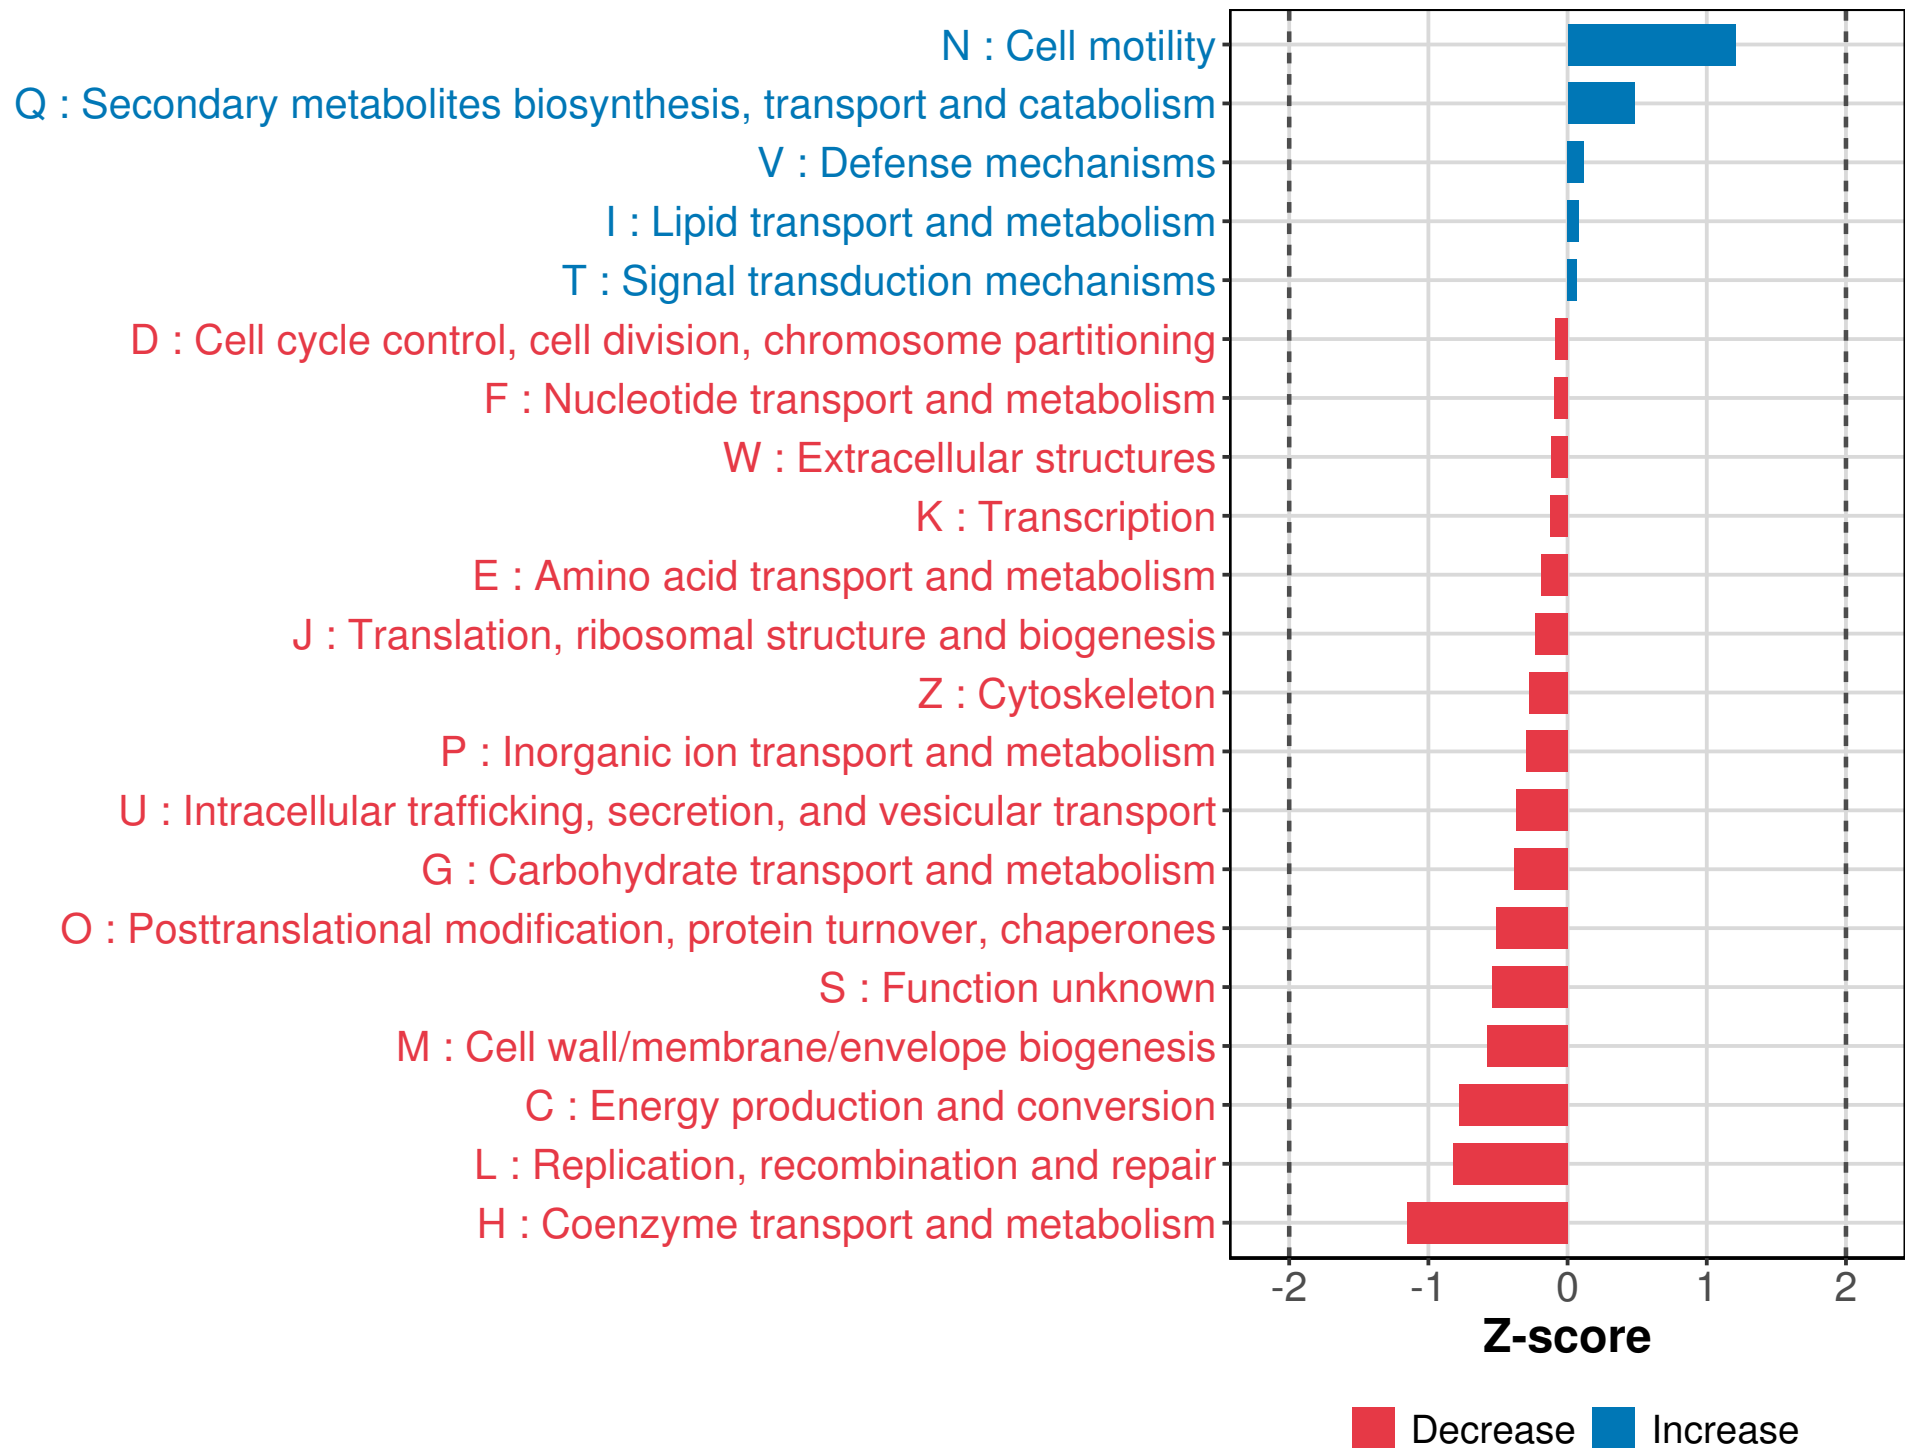 N : Cell motility
Q : Secondary metabolites biosynthesis, transport and catabolism
V : Defense mechanisms
I : Lipid transport and metabolism
T : Signal transduction mechanisms
D : Cell cycle control, cell division, chromosome partitioning
F : Nucleotide transport and metabolism
W : Extracellular structures
K : Transcription
E : Amino acid transport and metabolism
J : Translation, ribosomal structure and biogenesis
Z : Cytoskeleton
P : Inorganic ion transport and metabolism
U : Intracellular trafficking, secretion, and vesicular transport
G : Carbohydrate transport and metabolism
O : Posttranslational modification, protein turnover, chaperones
S : Function unknown
M : Cell wall/membrane/envelope biogenesis
C : Energy production and conversion
L : Replication, recombination and repair
H : Coenzyme transport and metabolism
-2 -1 0 1 2
Z-score
Decrease Increase